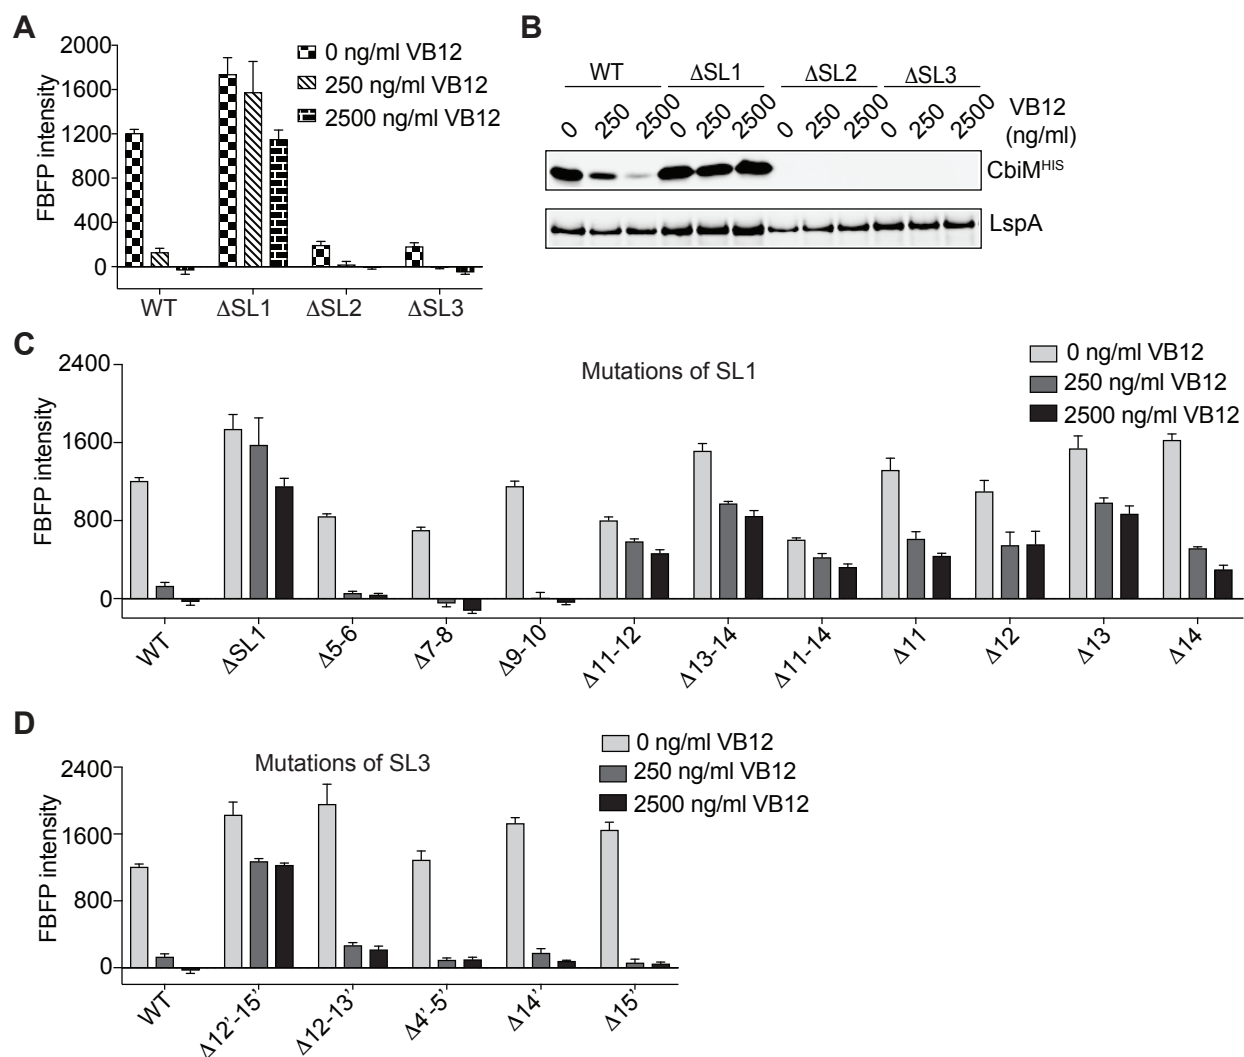 A
FBFP intensity
2000
1600
1200
800
400
0
0 ng/ml VB12
250 ng/ml VB12
2500 ng/ml VB12
WT ΔSL1 ΔSL2 ΔSL3
B
WT ΔSL1 ΔSL2 ΔSL3
0 250 2500 0 250 2500 0 250 2500 0 250 2500
VB12
(ng/ml)
CbiMᴴᴵˢ
LspA
C
Mutations of SL1
FBFP intensity
2400
1600
800
0
0 ng/ml VB12
250 ng/ml VB12
2500 ng/ml VB12
WT ΔSL1 Δ5-6 Δ7-8 Δ9-10 Δ11-12 Δ13-14 Δ11-14 Δ11 Δ12 Δ13 Δ14
D
Mutations of SL3
FBFP intensity
2400
1600
800
0
0 ng/ml VB12
250 ng/ml VB12
2500 ng/ml VB12
WT Δ12'-15' Δ12-13' Δ4'-5' Δ14' Δ15'